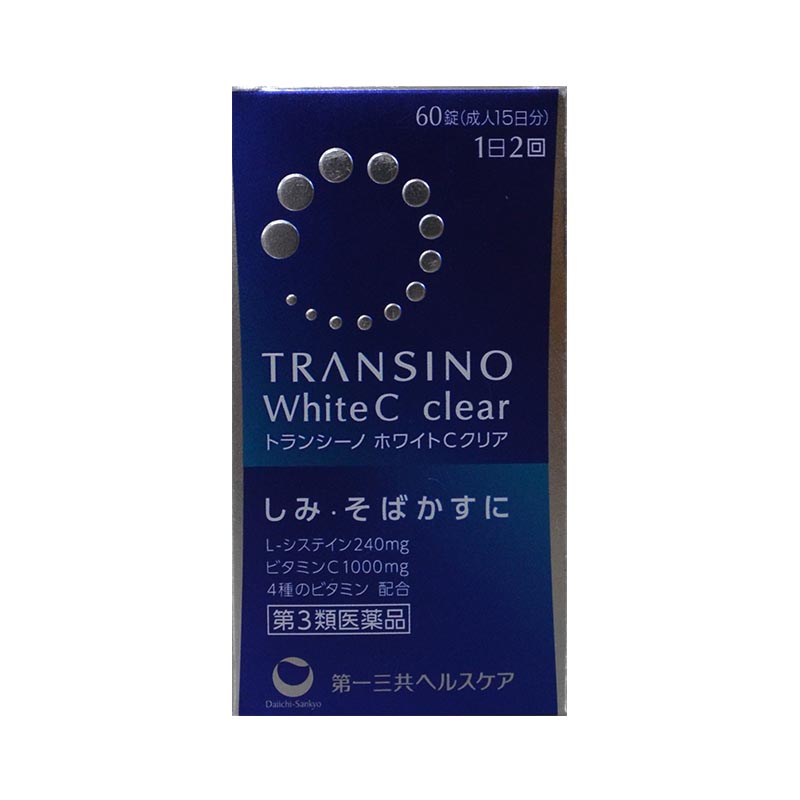 60錠(成人15日分)
1日2回
TRANSINO
White C clear
トランシーノ ホワイトCクリア
しみ・そばかすに
L-システイン240mg
ビタミンC1000mg
4種のビタミン 配合
第3類医薬品
第一三共ヘルスケア
Daiichi-Sankyo